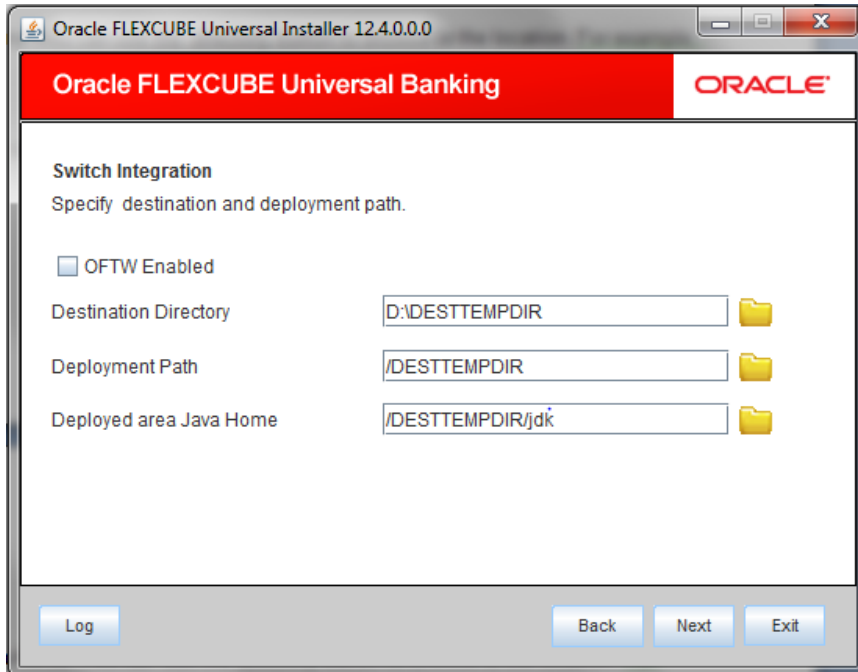 Oracle FLEXCUBE Universal Installer 12.4.0.0.0
Oracle FLEXCUBE Universal Banking
ORACLE
Switch Integration
Specify destination and deployment path.
OFTW Enabled
Destination Directory D:\DESTTEMPDIR
Deployment Path /DESTTEMPDIR
Deployed area Java Home /DESTTEMPDIR/jdk
Log Back Next Exit